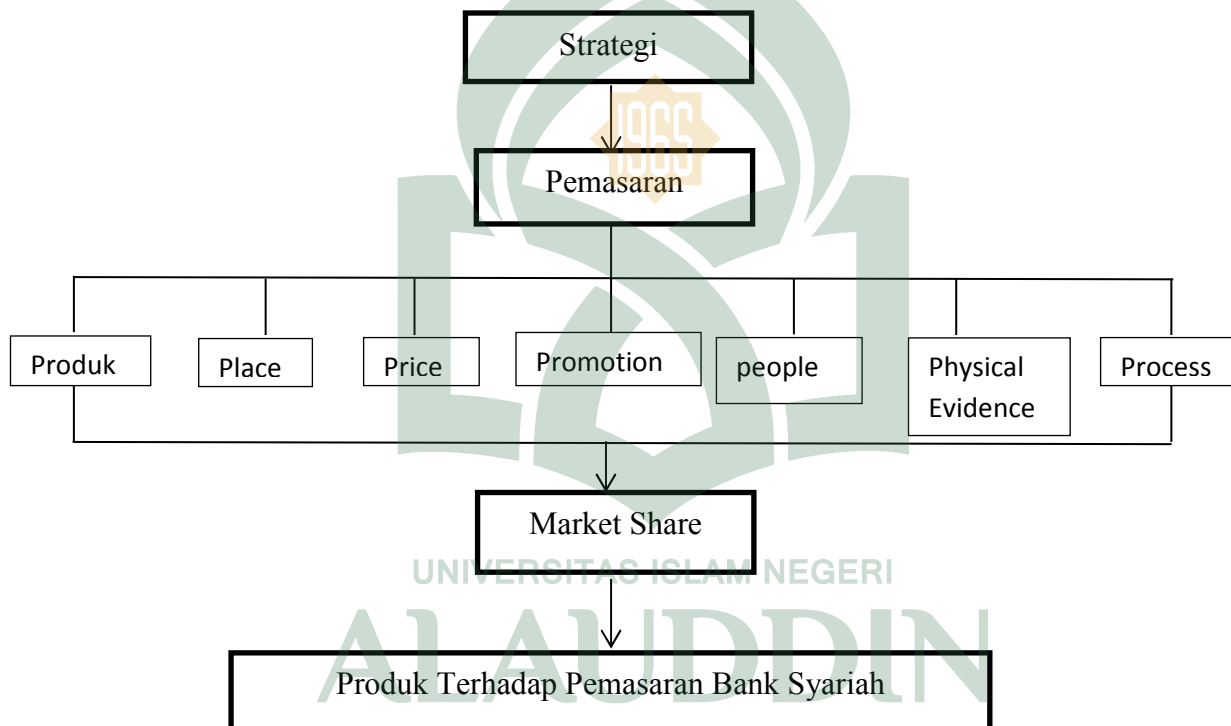 Strategi
1965
Pemasaran
Produk
Place
Price
Promotion
people
Physical
Evidence
Process
Market Share
UNIVERSITAS ISLAM NEGERI
ALAUDDIN
Produk Terhadap Pemasaran Bank Syariah